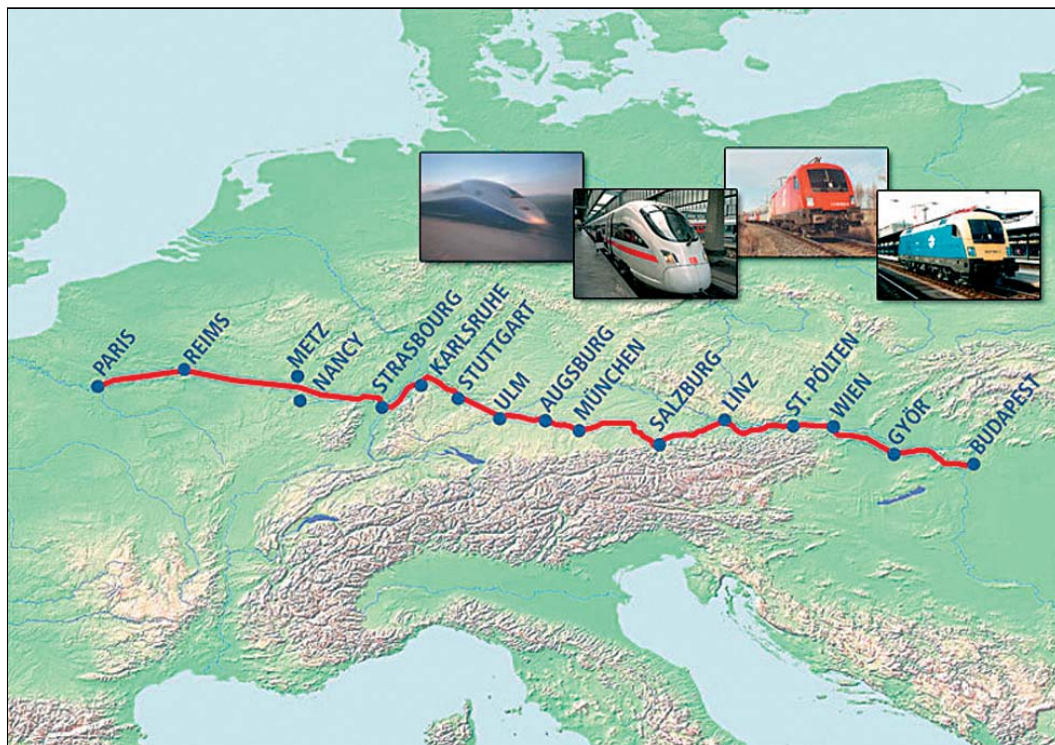 PARIS
REIMS
METZ
NANCY
STRASBOURG
KARLSRUHE
STUTTGART
ULM
AUGSBURG
MÜNCHEN
SALZBURG
LINZ
ST. PÖLTEN
WIEN
GYÖR
BUDAPEST